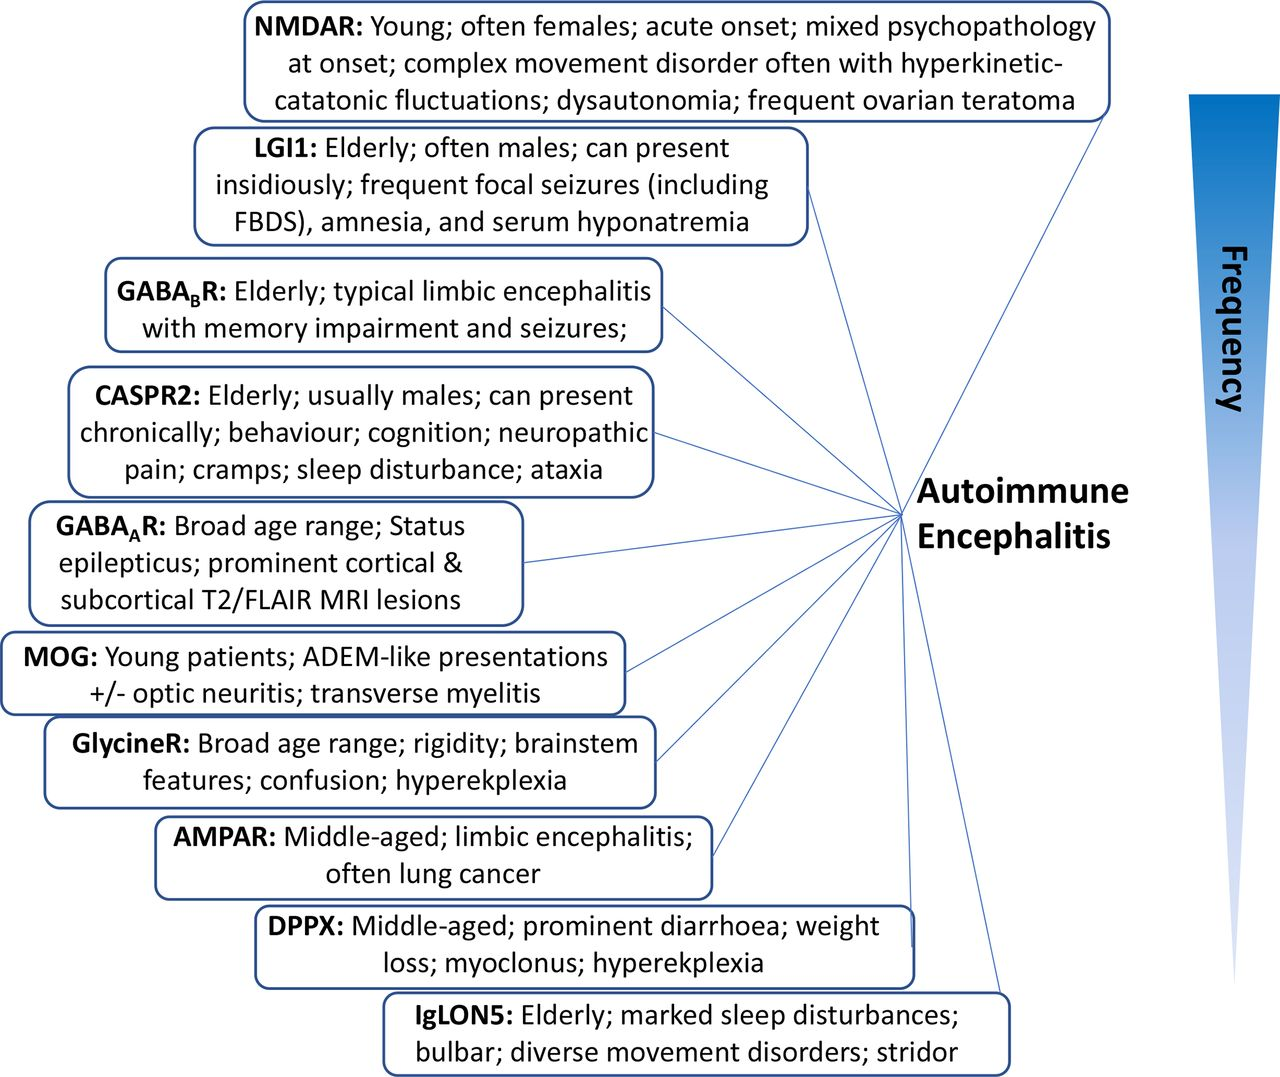 NMDAR: Young; often females; acute onset; mixed psychopathology
at onset; complex movement disorder often with hyperkinetic-
catatonic fluctuations; dysautonomia; frequent ovarian teratoma
LGI1: Elderly; often males; can present
insidiously; frequent focal seizures (including
FBDS), amnesia, and serum hyponatremia
GABABR: Elderly; typical limbic encephalitis
with memory impairment and seizures;
CASPR2: Elderly; usually males; can present
chronically; behaviour; cognition; neuropathic
pain; cramps; sleep disturbance; ataxia
GABAAR: Broad age range; Status
epilepticus; prominent cortical &
subcortical T2/FLAIR MRI lesions
MOG: Young patients; ADEM-like presentations
+/- optic neuritis; transverse myelitis
GlycineR: Broad age range; rigidity; brainstem
features; confusion; hyperekplexia
AMPAR: Middle-aged; limbic encephalitis;
often lung cancer
DPPX: Middle-aged; prominent diarrhoea; weight
loss; myoclonus; hyperekplexia
IgLON5: Elderly; marked sleep disturbances;
bulbar; diverse movement disorders; stridor
Autoimmune
Encephalitis
Frequency